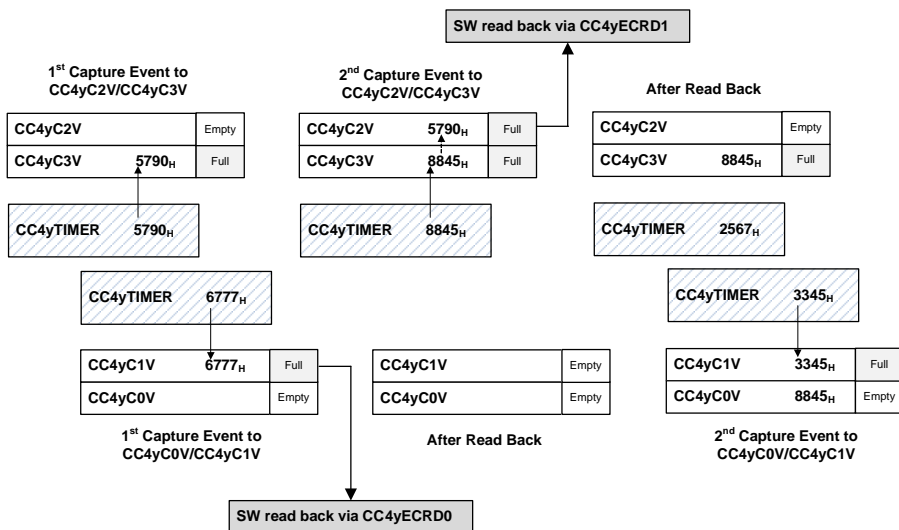 SW read back via CC4yECRD1
1st Capture Event to
CC4yC2V/CC4yC3V
2nd Capture Event to
CC4yC2V/CC4yC3V
After Read Back
CC4yC2V Empty
CC4yC3V 5790H Full
CC4yC2V 5790H Full
CC4yC3V 8845H Full
CC4yC2V Empty
CC4yC3V 8845H Full
CC4yTIMER 5790H
CC4yTIMER 8845H
CC4yTIMER 2567H
CC4yTIMER 6777H
CC4yTIMER 3345H
CC4yC1V 6777H Full
CC4yC0V Empty
CC4yC1V Empty
CC4yC0V Empty
CC4yC1V 3345H Full
CC4yC0V 8845H Empty
1st Capture Event to
CC4yC0V/CC4yC1V
After Read Back
2nd Capture Event to
CC4yC0V/CC4yC1V
SW read back via CC4yECRD0